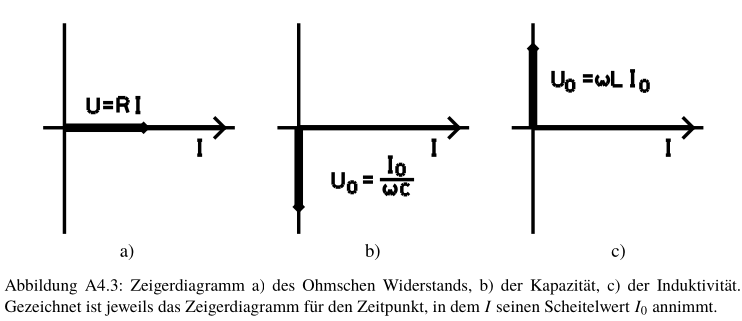 U=RI
I
a)
U₀ = I₀/ωC
I
b)
U₀ =ωL I₀
I
c)
Abbildung A4.3: Zeigerdiagramm a) des Ohmschen Widerstands, b) der Kapazität, c) der Induktivität.
Gezeichnet ist jeweils das Zeigerdiagramm für den Zeitpunkt, in dem I seinen Scheitelwert I₀ annimmt.